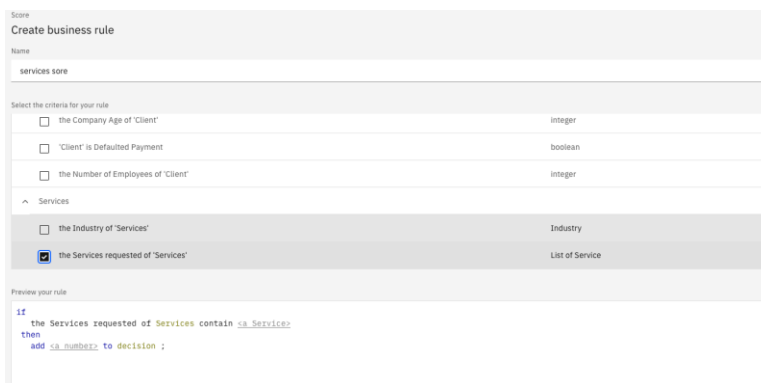 Score
Create business rule
Name
services sore
Select the criteria for your rule
the Company Age of 'Client' integer
'Client' is Defaulted Payment boolean
the Number of Employees of 'Client' integer
Services
the Industry of 'Services' Industry
the Services requested of 'Services' List of Service
Preview your rule
if
the Services requested of Services contain <a Service>
then
add <a number> to decision ;